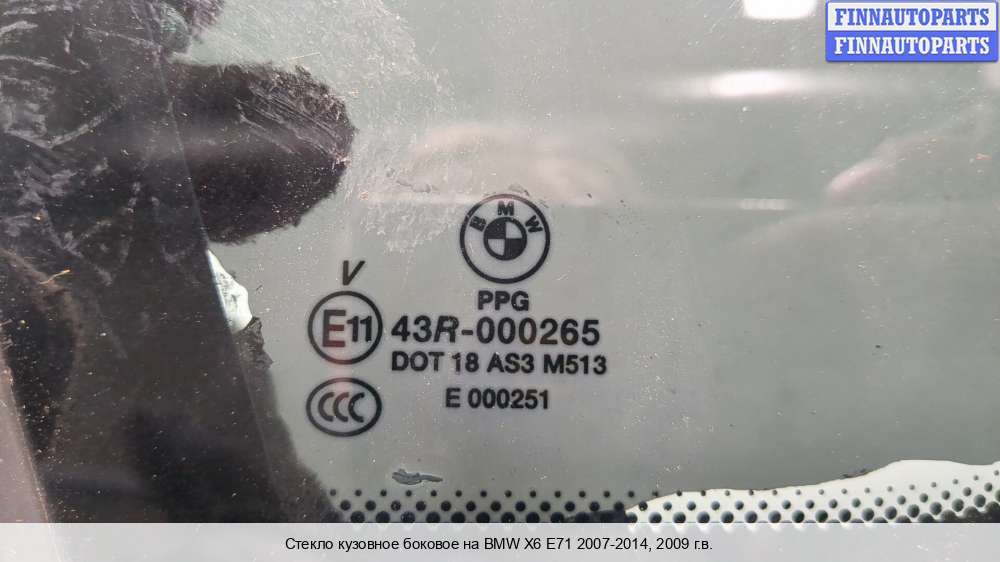 FINNAUTOPARTS
FINNAUTOPARTS
BMW
PPG
V
E11 43R-000265
DOT 18 AS3 M513
CCC E 000251
Стекло кузовное боковое на BMW X6 E71 2007-2014, 2009 г.в.